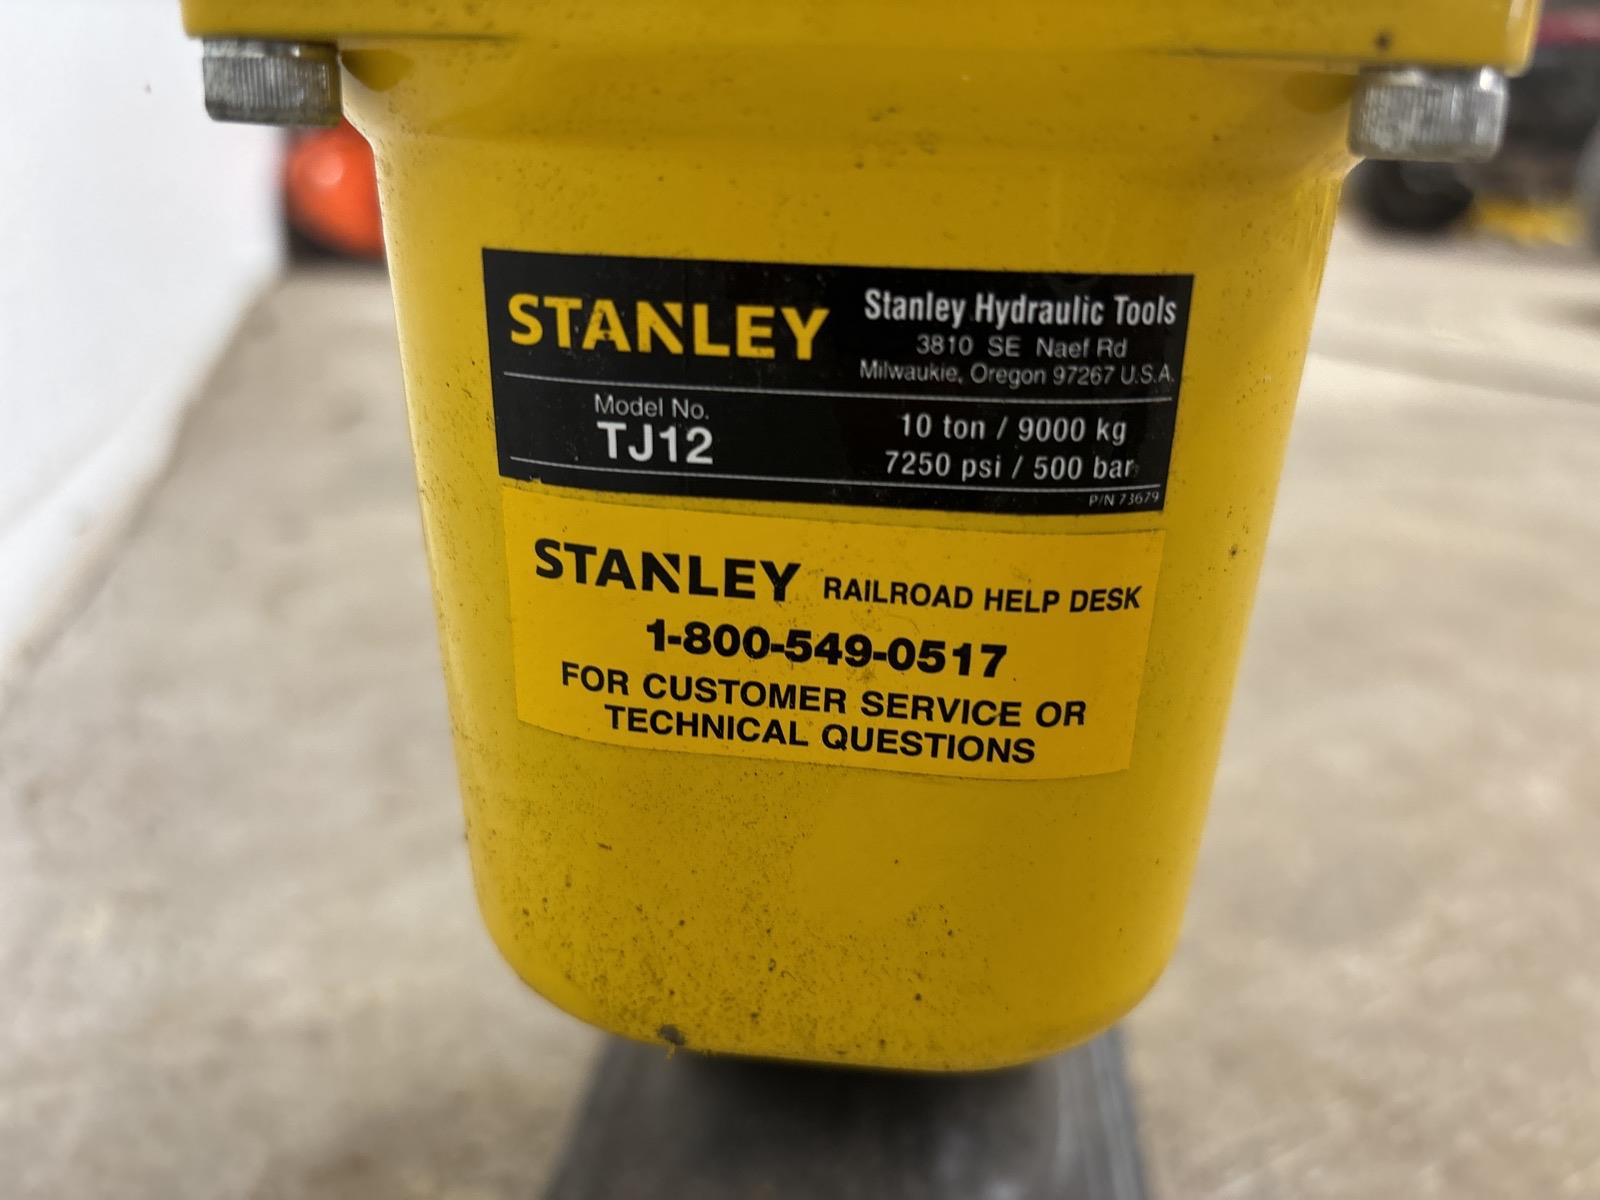 STANLEY
Stanley Hydraulic Tools
3810 SE Naef Rd
Milwaukie, Oregon 97267 U.S.A.
Model No.
TJ12
10 ton / 9000 kg
7250 psi / 500 bar
P/N 73679
STANLEY RAILROAD HELP DESK
1-800-549-0517
FOR CUSTOMER SERVICE OR
TECHNICAL QUESTIONS